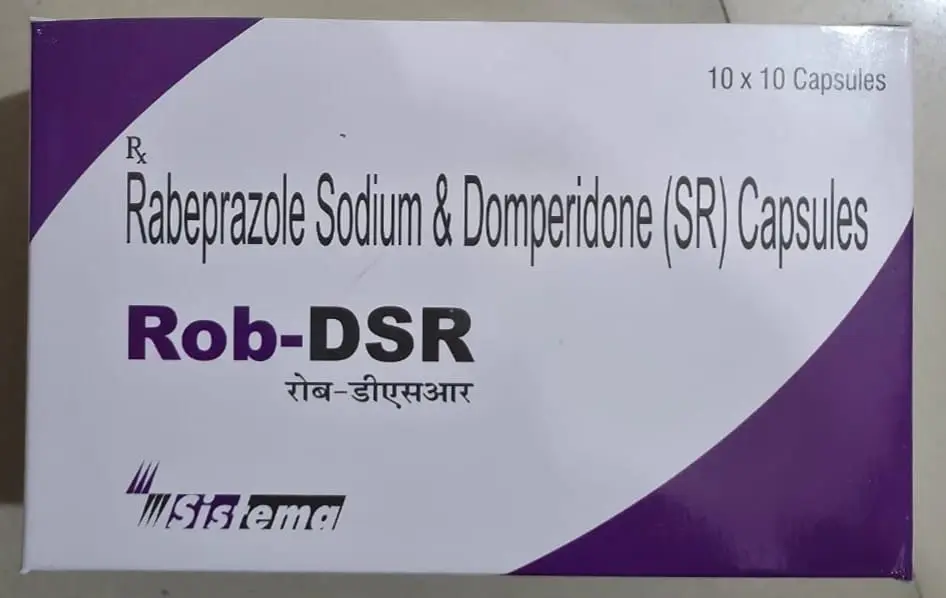 10 x 10 Capsules
Rx
Rabeprazole Sodium & Domperidone (SR) Capsules
Rob-DSR
रोब-डीएसआर
Sistema